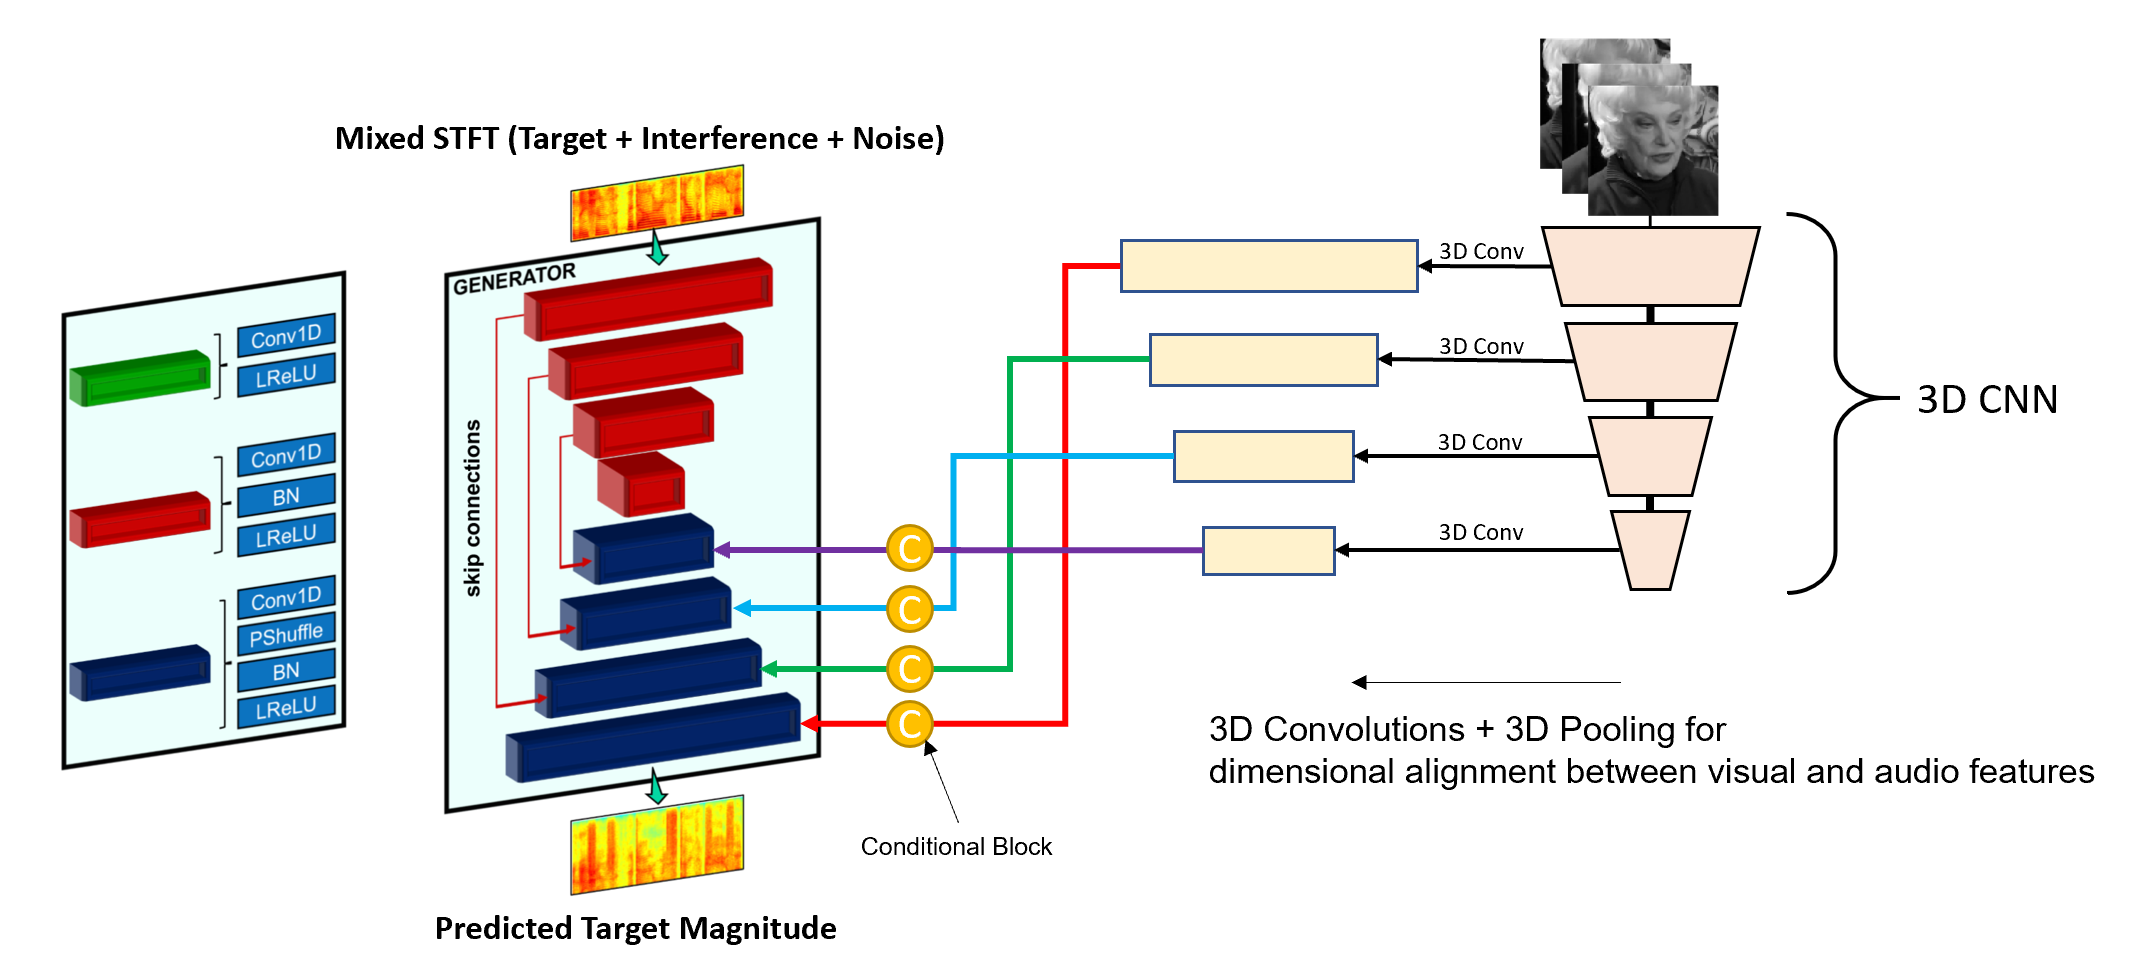 Mixed STFT (Target + Interference + Noise)
GENERATOR
skip connections
Conv1D
LReLU
Conv1D
BN
LReLU
Conv1D
PShuffle
BN
LReLU
C
C
C
C
Conditional Block
Predicted Target Magnitude
3D Conv
3D Conv
3D Conv
3D Conv
3D CNN
3D Convolutions + 3D Pooling for
dimensional alignment between visual and audio features